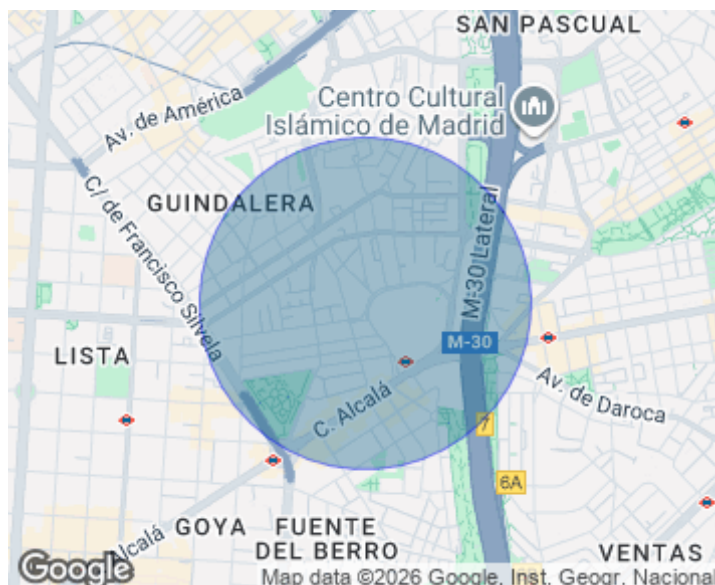 SAN PASCUAL
Av. de América
Centro Cultural
Islámico de Madrid
C/ de Francisco Silvela
GUINDALERA
M-30 Lateral
M-30
LISTA
C. Alcalá
Av. de Daroca
7
6A
GOYA
FUENTE
DEL BERRO
VENTAS
Alcalá
Google
Map data ©2026 Google, Inst. Geogr. Nacional